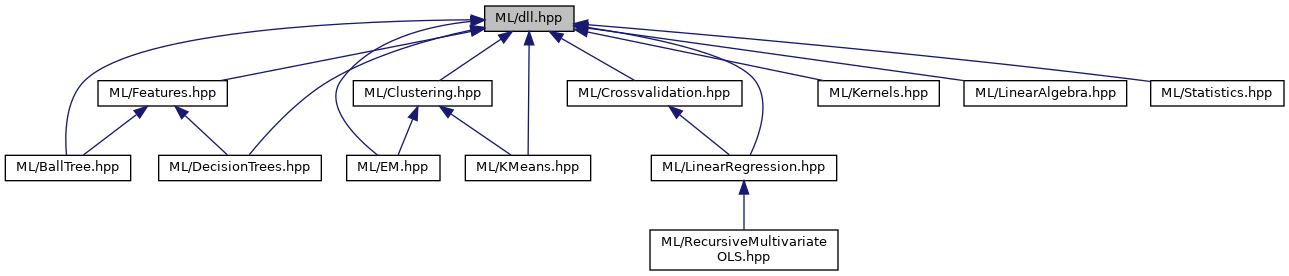 ML/dll.hpp
ML/Features.hpp
ML/Clustering.hpp
ML/Crossvalidation.hpp
ML/Kernels.hpp
ML/LinearAlgebra.hpp
ML/Statistics.hpp
ML/BallTree.hpp
ML/DecisionTrees.hpp
ML/EM.hpp
ML/KMeans.hpp
ML/LinearRegression.hpp
ML/RecursiveMultivariate
OLS.hpp